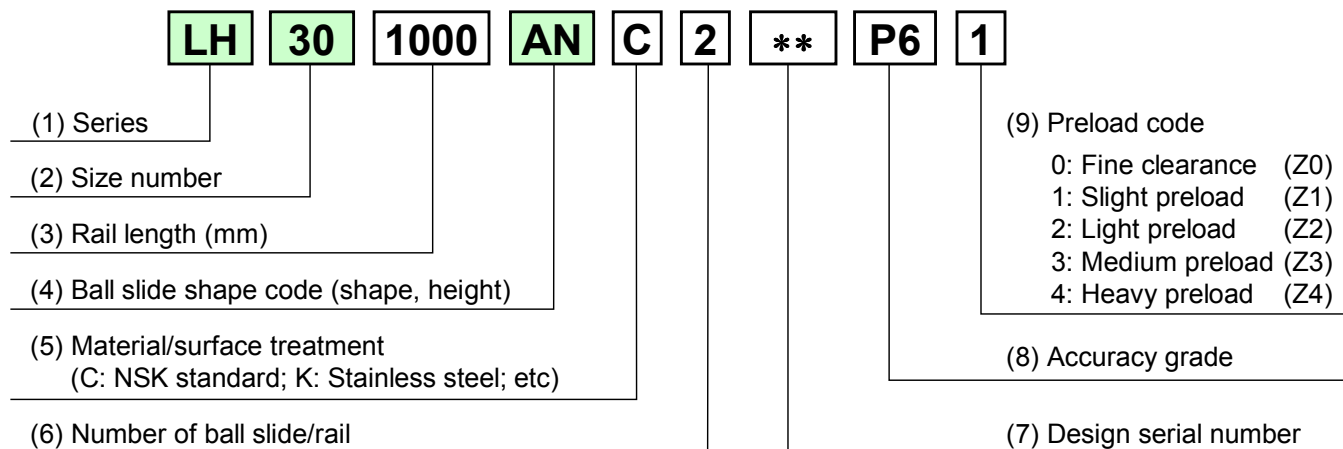 LH 30 1000 AN C 2 ** P6 1
(1) Series
(2) Size number
(3) Rail length (mm)
(4) Ball slide shape code (shape, height)
(5) Material/surface treatment
(C: NSK standard; K: Stainless steel; etc)
(6) Number of ball slide/rail
(9) Preload code
0: Fine clearance (Z0)
1: Slight preload (Z1)
2: Light preload (Z2)
3: Medium preload (Z3)
4: Heavy preload (Z4)
(8) Accuracy grade
(7) Design serial number